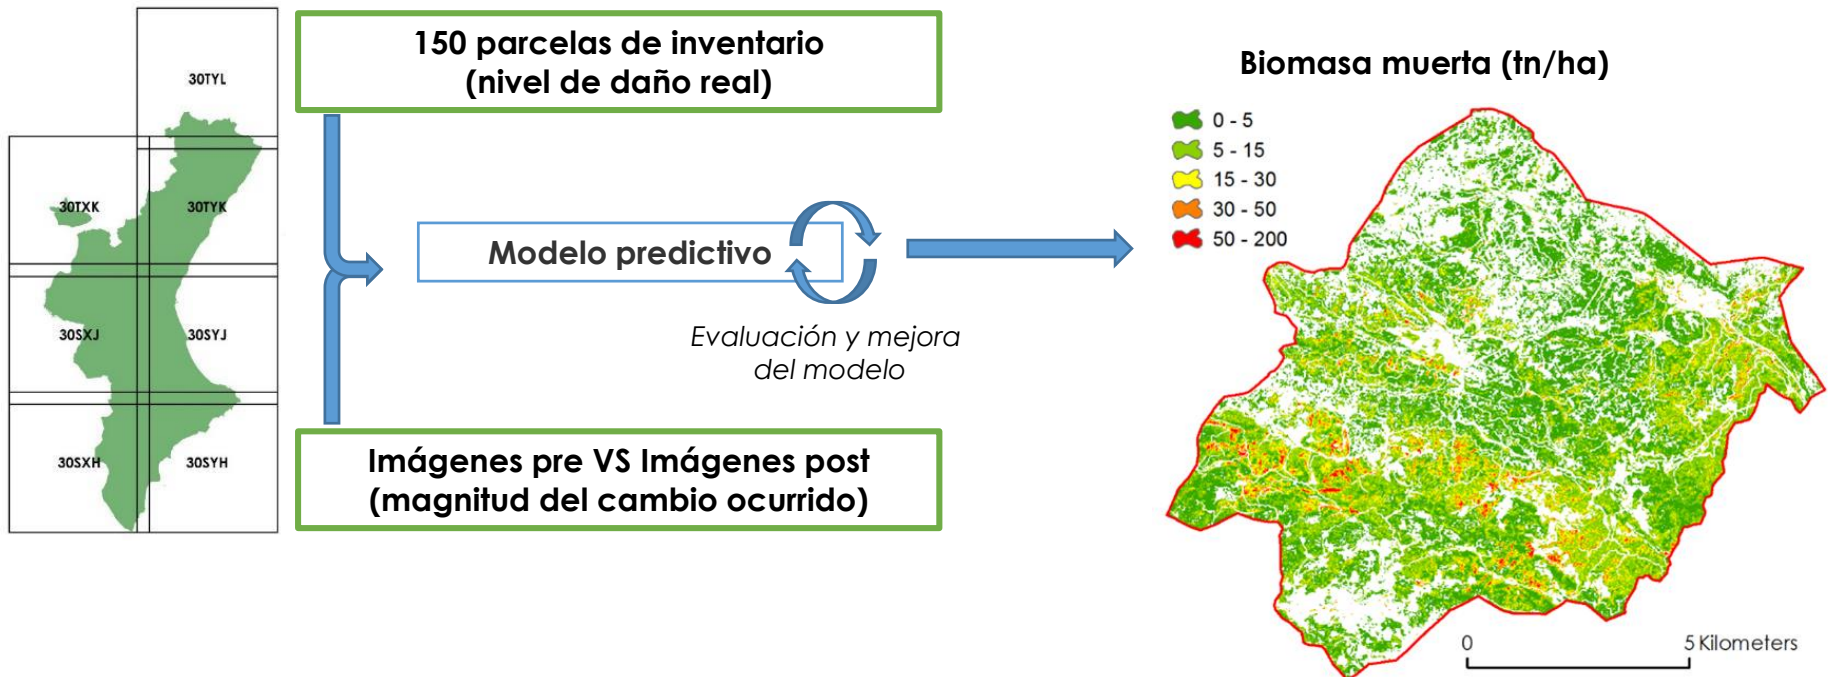 30TYL
30TXK
30TYK
30SXJ
30SYJ
30SXH
30SYH
150 parcelas de inventario
(nivel de daño real)
Modelo predictivo
Evaluación y mejora
del modelo
Imágenes pre VS Imágenes post
(magnitud del cambio ocurrido)
Biomasa muerta (tn/ha)
0 - 5
5 - 15
15 - 30
30 - 50
50 - 200
0
5 Kilometers